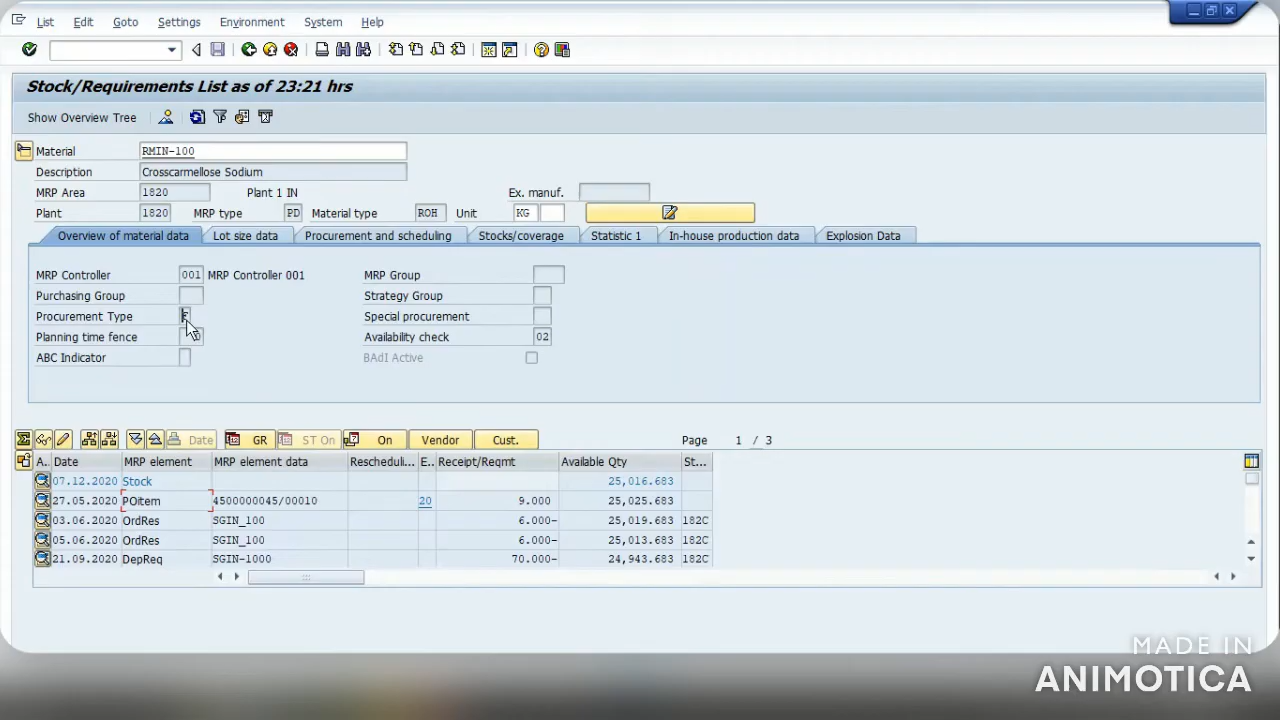 List Edit Goto Settings Environment System Help
Stock/Requirements List as of 23:21 hrs
Show Overview Tree
Material RMIN-100
Description Crosscarmellose Sodium
MRP Area 1820 Plant 1 IN Ex. manuf.
Plant 1820 MRP type PD Material type ROH Unit KG
Overview of material data Lot size data Procurement and scheduling Stocks/coverage Statistic 1 In-house production data Explosion Data
MRP Controller 001 MRP Controller 001 MRP Group
Purchasing Group Strategy Group
Procurement Type Special procurement
Planning time fence Availability check 02
ABC Indicator BAdI Active
Date GR ST On On Vendor Cust. Page 1 / 3
A.. Date MRP element MRP element data Rescheduli... E.. Receipt/Reqmt Available Qty St...
07.12.2020 Stock 25,016.683
27.05.2020 POitem 4500000045/00010 20 9.000 25,025.683
03.06.2020 OrdRes SGIN_100 6.000- 25,019.683 182C
05.06.2020 OrdRes SGIN_100 6.000- 25,013.683 182C
21.09.2020 DepReq SGIN-1000 70.000- 24,943.683 182C
MADE IN
ANIMOTICA